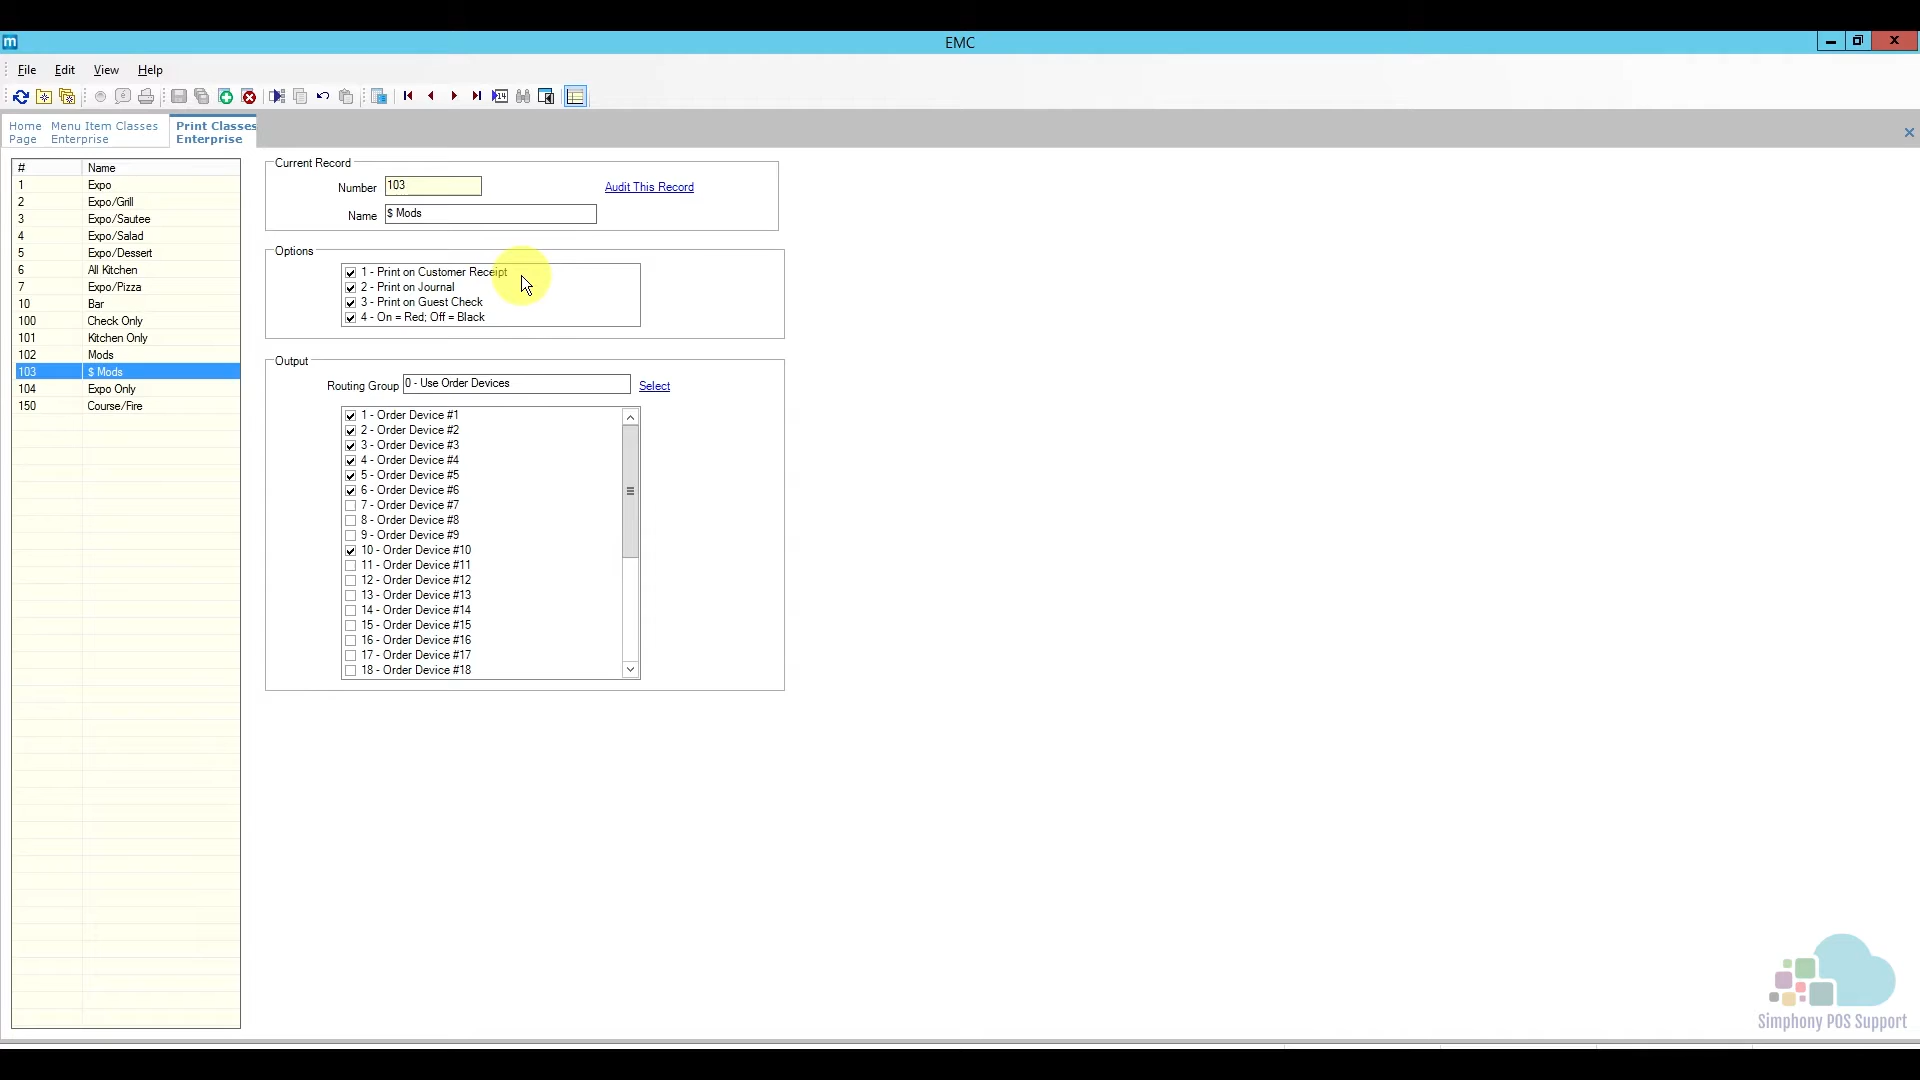 EMC
File Edit View Help
Home Page
Menu Item Classes
Enterprise
Print Classes
Enterprise
# Name
1 Expo
2 Expo/Grill
3 Expo/Sautee
4 Expo/Salad
5 Expo/Dessert
6 All Kitchen
7 Expo/Pizza
10 Bar
100 Check Only
101 Kitchen Only
102 Mods
103 $ Mods
104 Expo Only
150 Course/Fire
Current Record
Number 103 Audit This Record
Name $ Mods
Options
1 - Print on Customer Receipt
2 - Print on Journal
3 - Print on Guest Check
4 - On = Red; Off = Black
Output
Routing Group 0 - Use Order Devices Select
1 - Order Device #1
2 - Order Device #2
3 - Order Device #3
4 - Order Device #4
5 - Order Device #5
6 - Order Device #6
7 - Order Device #7
8 - Order Device #8
9 - Order Device #9
10 - Order Device #10
11 - Order Device #11
12 - Order Device #12
13 - Order Device #13
14 - Order Device #14
15 - Order Device #15
16 - Order Device #16
17 - Order Device #17
18 - Order Device #18
Simphony POS Support